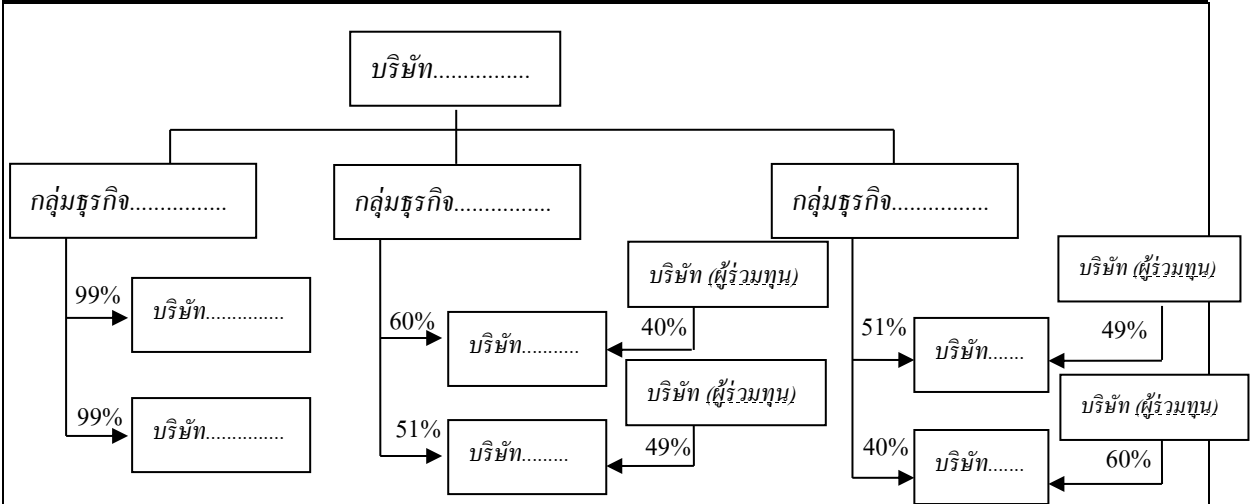 บริษัท................
กลุ่มธุรกิจ................
กลุ่มธุรกิจ................
กลุ่มธุรกิจ................
บริษัท (ผู้ร่วมทุน)
บริษัท (ผู้ร่วมทุน)
99%
บริษัท...............
60%
บริษัท...........
40%
51%
บริษัท.......
49%
บริษัท (ผู้ร่วมทุน)
บริษัท (ผู้ร่วมทุน)
99%
บริษัท...............
51%
บริษัท.........
49%
40%
บริษัท.......
60%